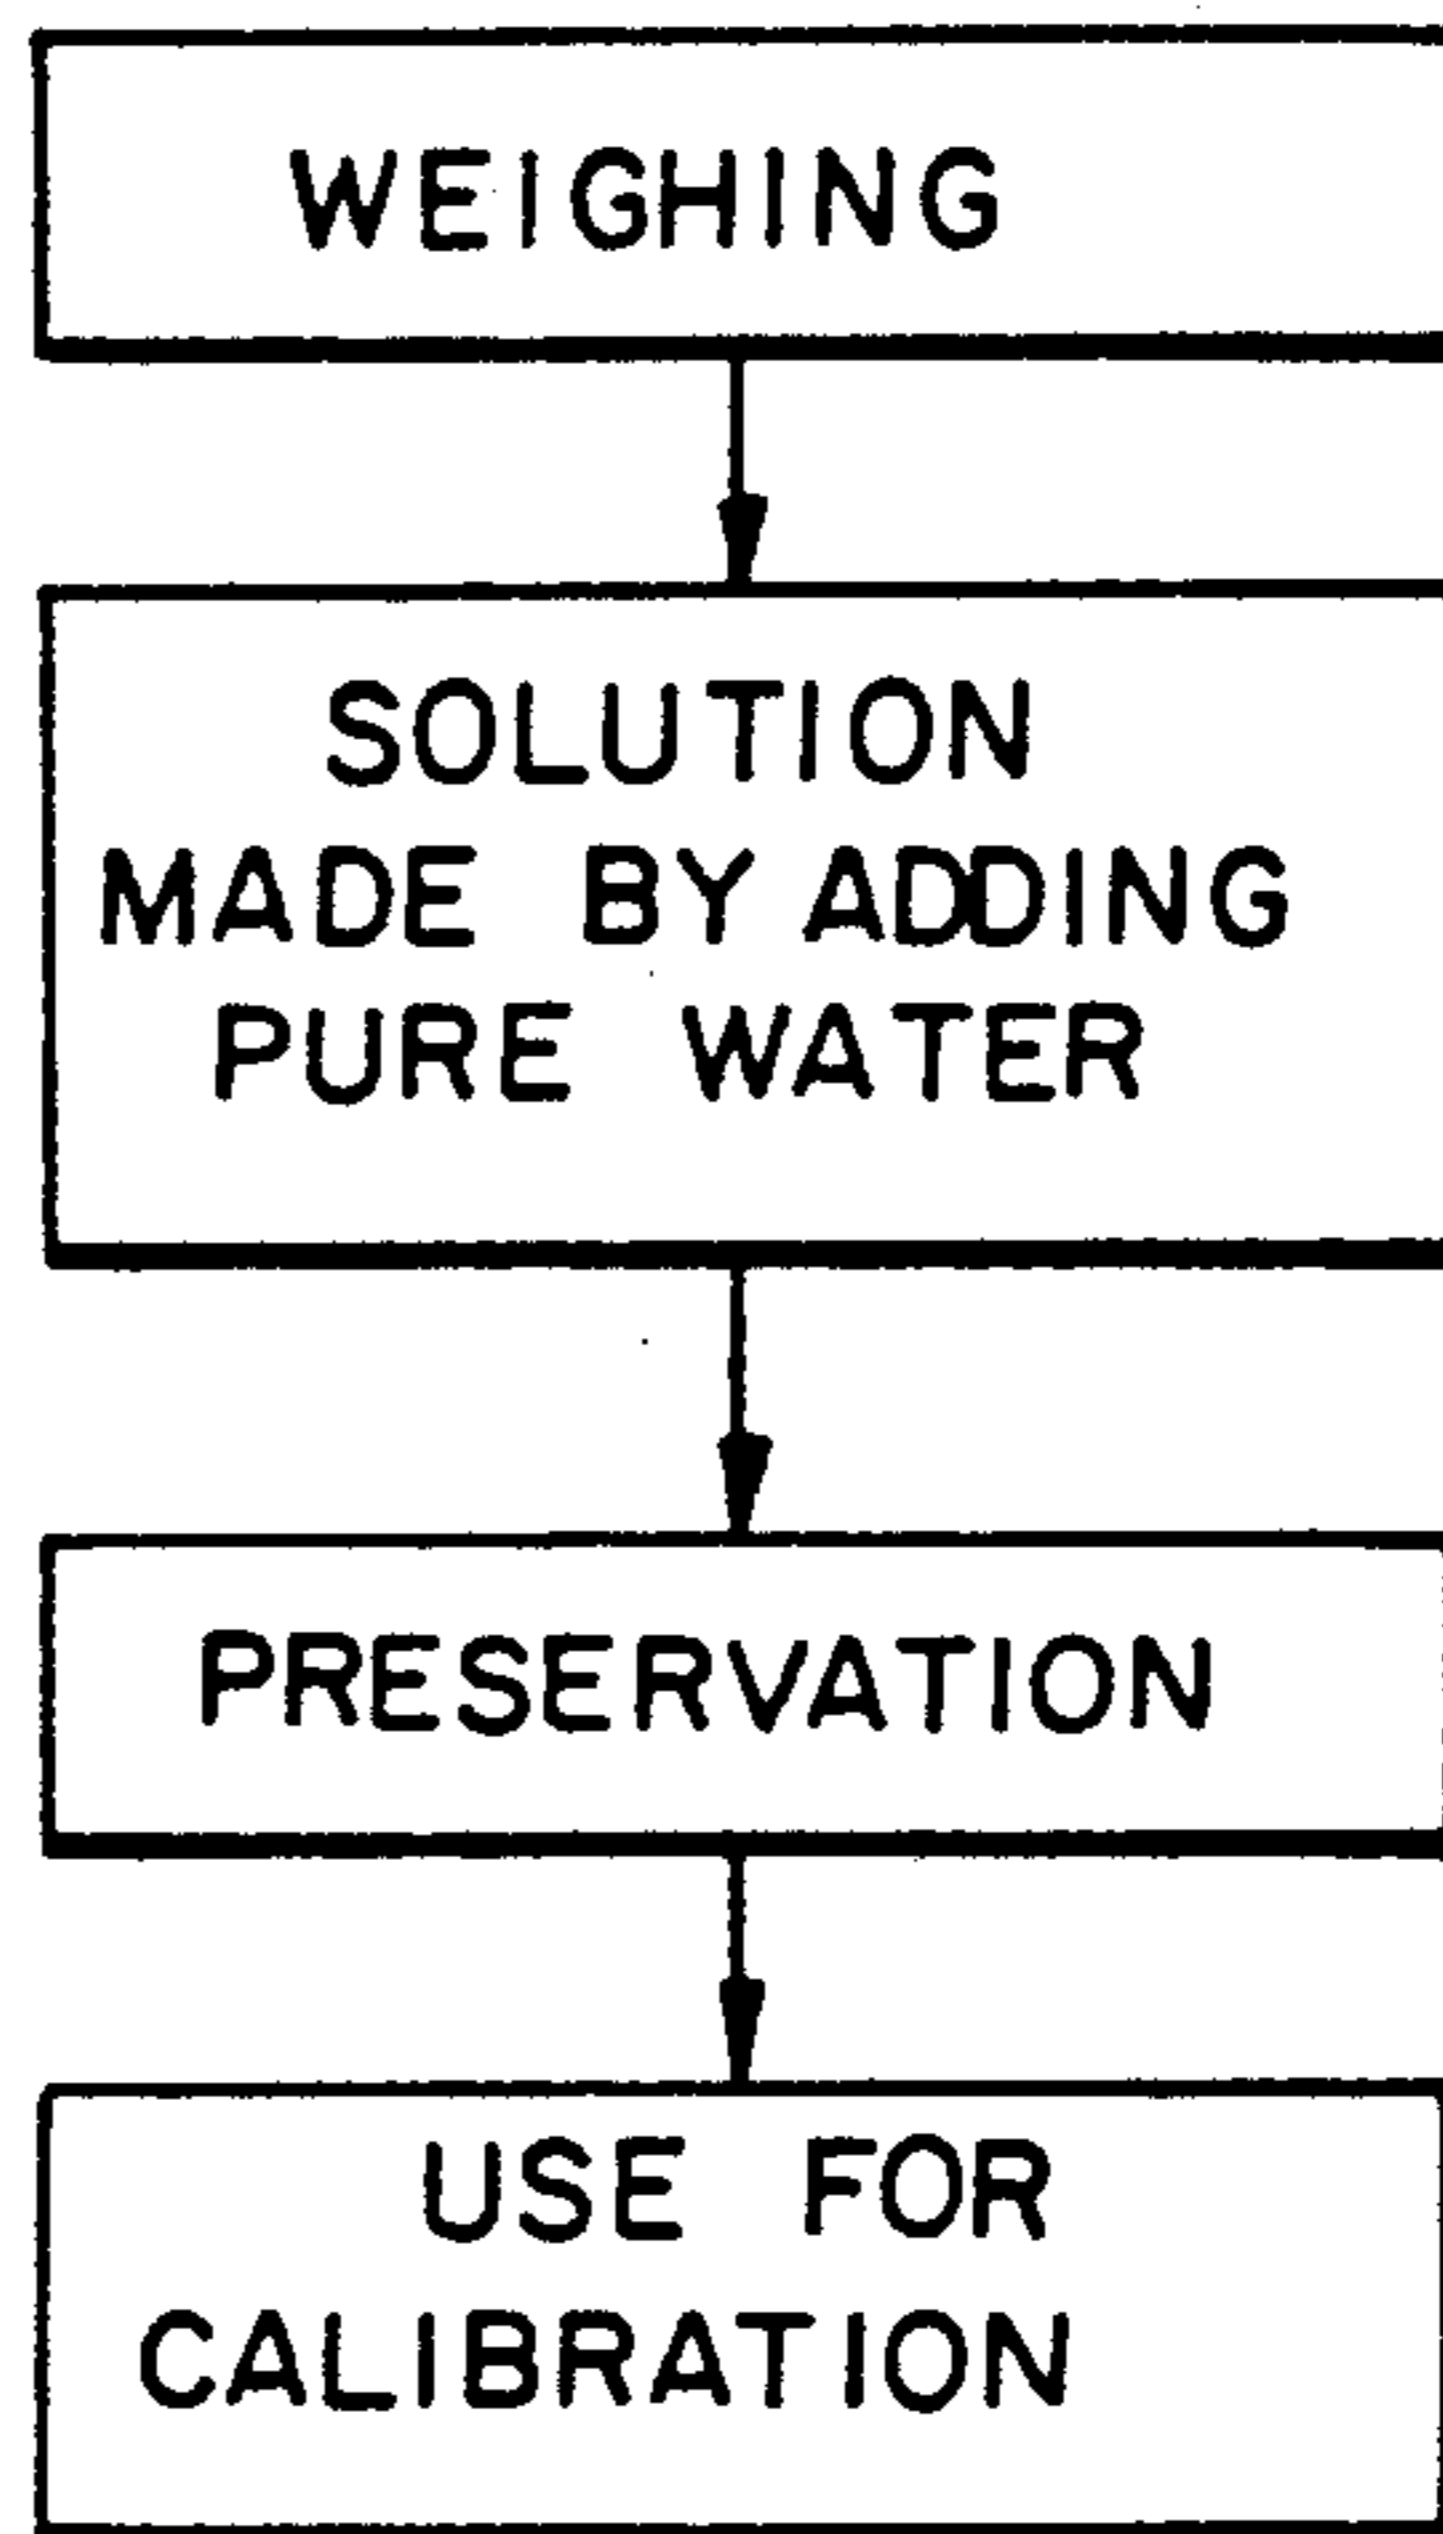 WEIGHING
SOLUTION
MADE BY ADDING
PURE WATER
PRESERVATION
USE FOR
CALIBRATION